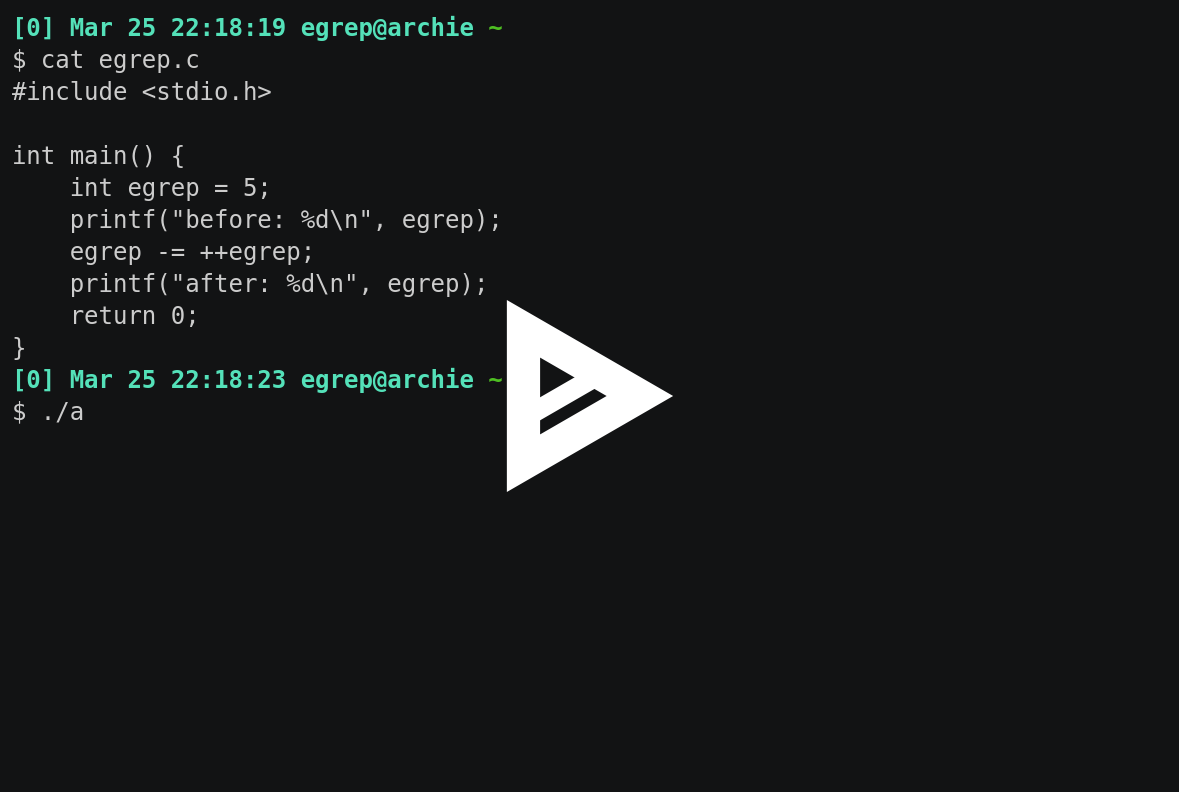 [0] Mar 25 22:18:19 egrep@archie ~
$ cat egrep.c
#include <stdio.h>

int main() {
    int egrep = 5;
    printf("before: %d\n", egrep);
    egrep -= ++egrep;
    printf("after: %d\n", egrep);
    return 0;
}
[0] Mar 25 22:18:23 egrep@archie ~
$ ./a